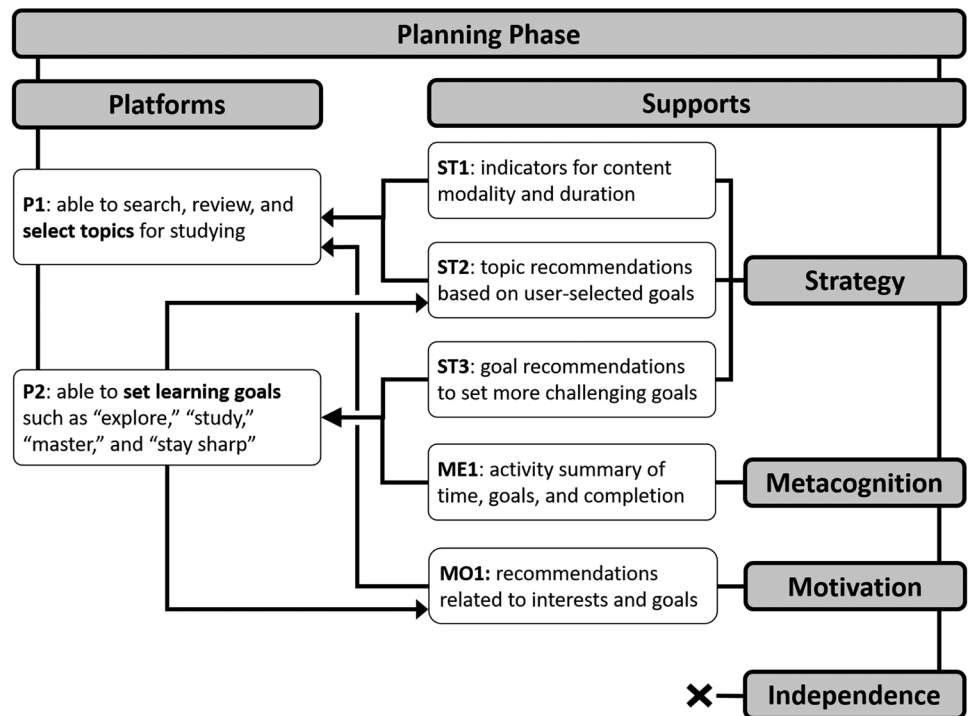 Planning Phase
Platforms
Supports
P1: able to search, review, and
select topics for studying
P2: able to set learning goals
such as “explore,” “study,”
“master,” and “stay sharp”
ST1: indicators for content
modality and duration
ST2: topic recommendations
based on user-selected goals
ST3: goal recommendations
to set more challenging goals
ME1: activity summary of
time, goals, and completion
MO1: recommendations
related to interests and goals
Strategy
Metacognition
Motivation
Independence